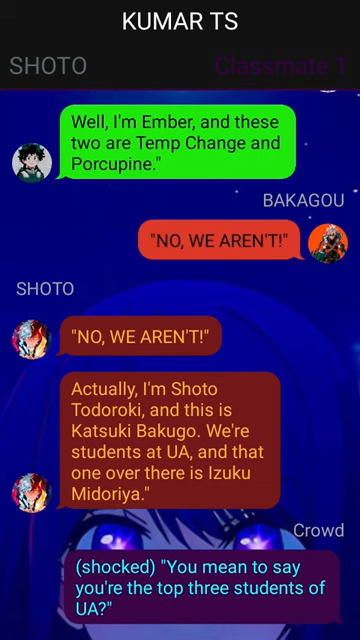 KUMAR TS
SHOTO
Classmate 1
Well, I'm Ember, and these
two are Temp Change and
Porcupine."
BAKAGOU
"NO, WE AREN'T!"
SHOTO
"NO, WE AREN'T!"
Actually, I'm Shoto
Todoroki, and this is
Katsuki Bakugo. We're
students at UA, and that
one over there is Izuku
Midoriya."
Crowd
(shocked) "You mean to say
you're the top three students of
UA?"